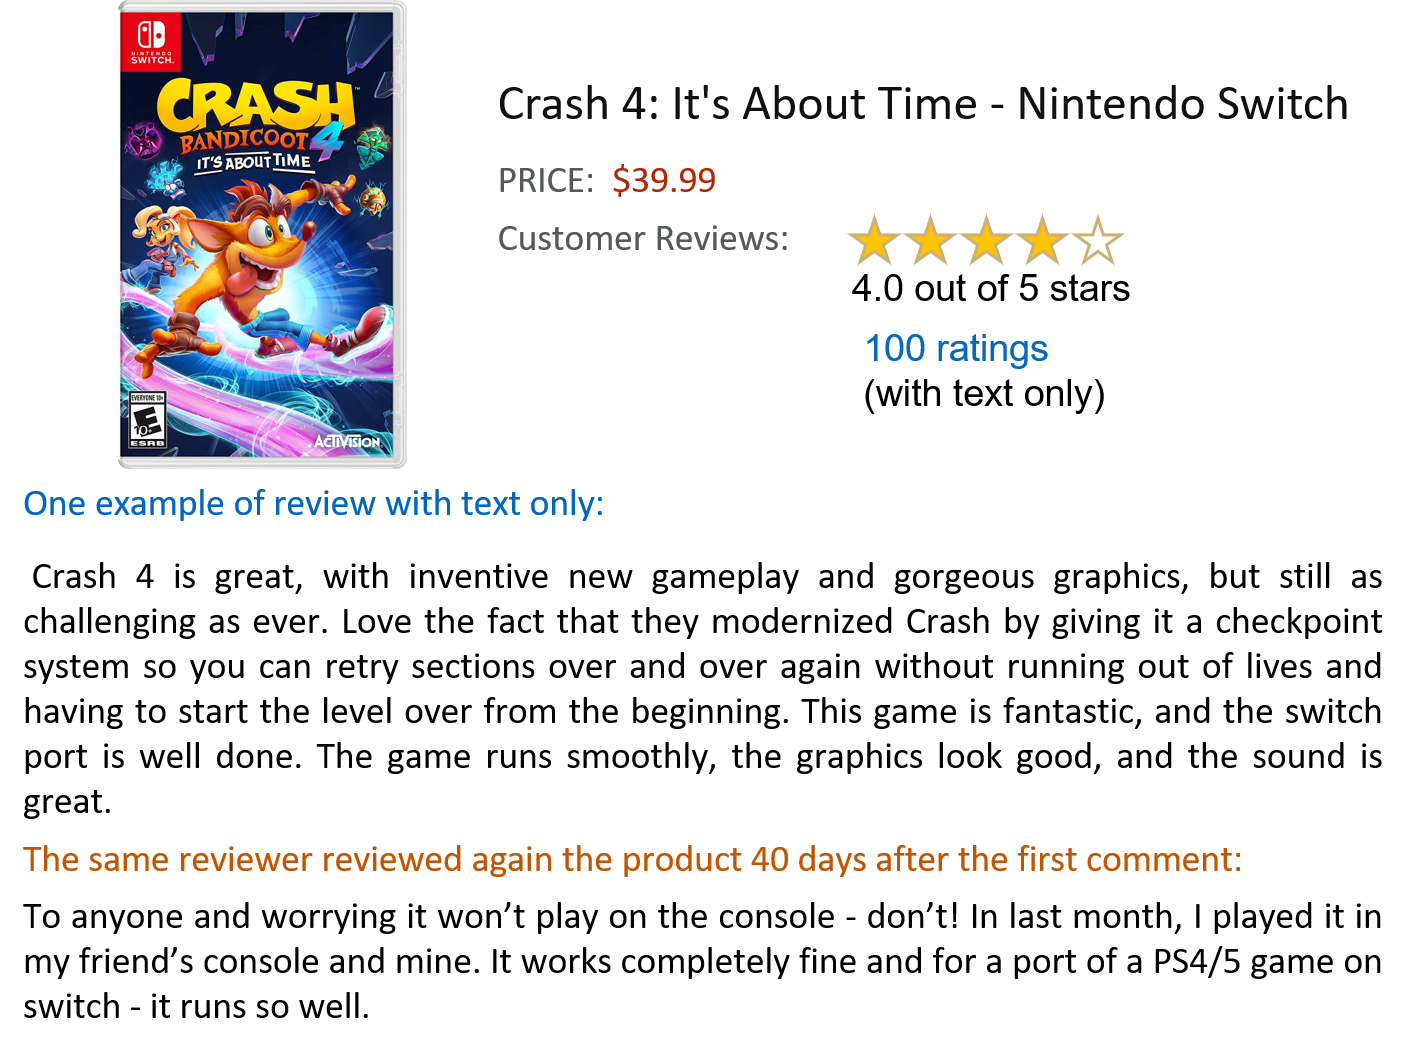 NINTENDO
SWITCH.
CRASH™
BANDICOOT 4
IT'S ABOUT TIME
EVERYONE 10+
E
10+
ESRB
ACTIVISION
Crash 4: It's About Time - Nintendo Switch
PRICE: $39.99
Customer Reviews:
4.0 out of 5 stars
100 ratings
(with text only)
One example of review with text only:
Crash 4 is great, with inventive new gameplay and gorgeous graphics, but still as
challenging as ever. Love the fact that they modernized Crash by giving it a checkpoint
system so you can retry sections over and over again without running out of lives and
having to start the level over from the beginning. This game is fantastic, and the switch
port is well done. The game runs smoothly, the graphics look good, and the sound is
great.
The same reviewer reviewed again the product 40 days after the first comment:
To anyone and worrying it won’t play on the console - don’t! In last month, I played it in
my friend’s console and mine. It works completely fine and for a port of a PS4/5 game on
switch - it runs so well.